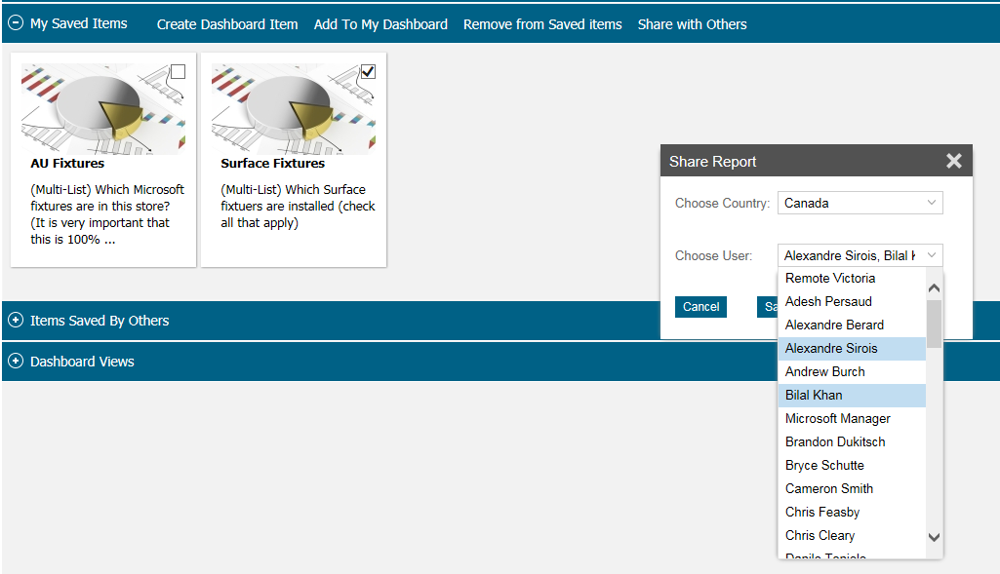 My Saved Items Create Dashboard Item Add To My Dashboard Remove from Saved items Share with Others
AU Fixtures
(Multi-List) Which Microsoft
fixtures are in this store?
(It is very important that
this is 100% ...
Surface Fixtures
(Multi-List) Which Surface
fixtuers are installed (check
all that apply)
Share Report
Choose Country: Canada
Choose User: Alexandre Sirois, Bilal
Cancel
Remote Victoria
Adesh Persaud
Alexandre Berard
Alexandre Sirois
Andrew Burch
Bilal Khan
Microsoft Manager
Brandon Dukitsch
Bryce Schutte
Cameron Smith
Chris Feasby
Chris Cleary
Items Saved By Others
Dashboard Views